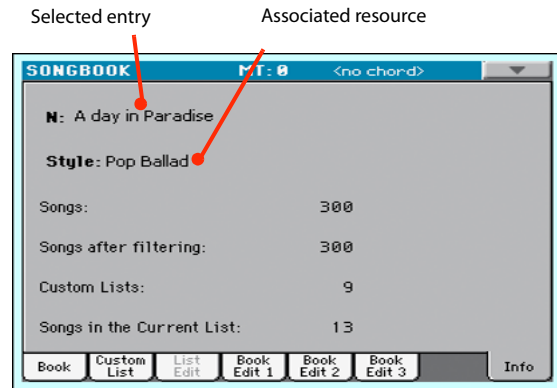 Selected entry Associated resource
SONGBOOK MT: 0 <no chord>
N: A day in Paradise
Style: Pop Ballad
Songs: 300
Songs after filtering: 300
Custom Lists: 9
Songs in the Current List: 13
Book Custom List List Edit Book Edit 1 Book Edit 2 Book Edit 3 Info